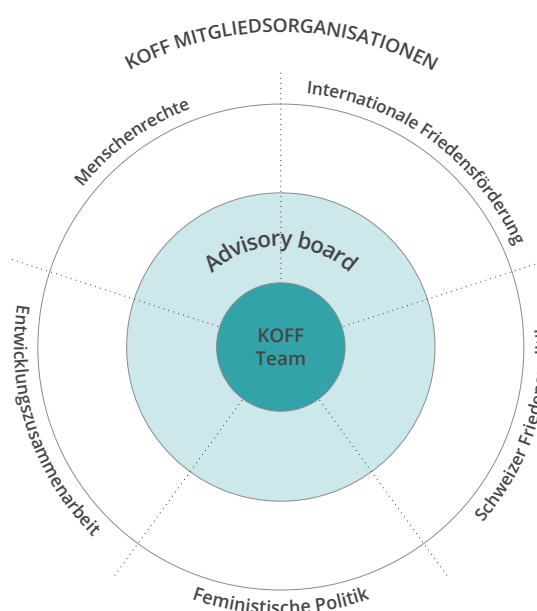 KOFF MITGLIEDSORGANISATIONEN
Internationale Friedensförderung
Menschenrechte
Advisory board
KOFF
Team
Entwicklungszusammenarbeit
Schweizer
Feministische Politik